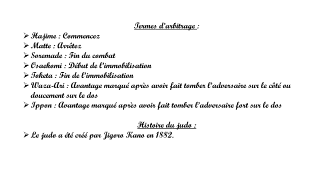 Termes d'arbitrage :
➢ Hajime : Commencez
➢ Matte : Arrêtez
➢ Soremade : Fin du combat
➢ Osaekomi : Début de l'immobilisation
➢ Toketa : Fin de l'immobilisation
➢ Waza-Ari : Avantage marqué après avoir fait tomber l'adversaire sur le côté ou
doucement sur le dos
➢ Ippon : Avantage marqué après avoir fait tomber l'adversaire fort sur le dos
Histoire du judo :
➢ Le judo a été créé par Jigoro Kano en 1882.